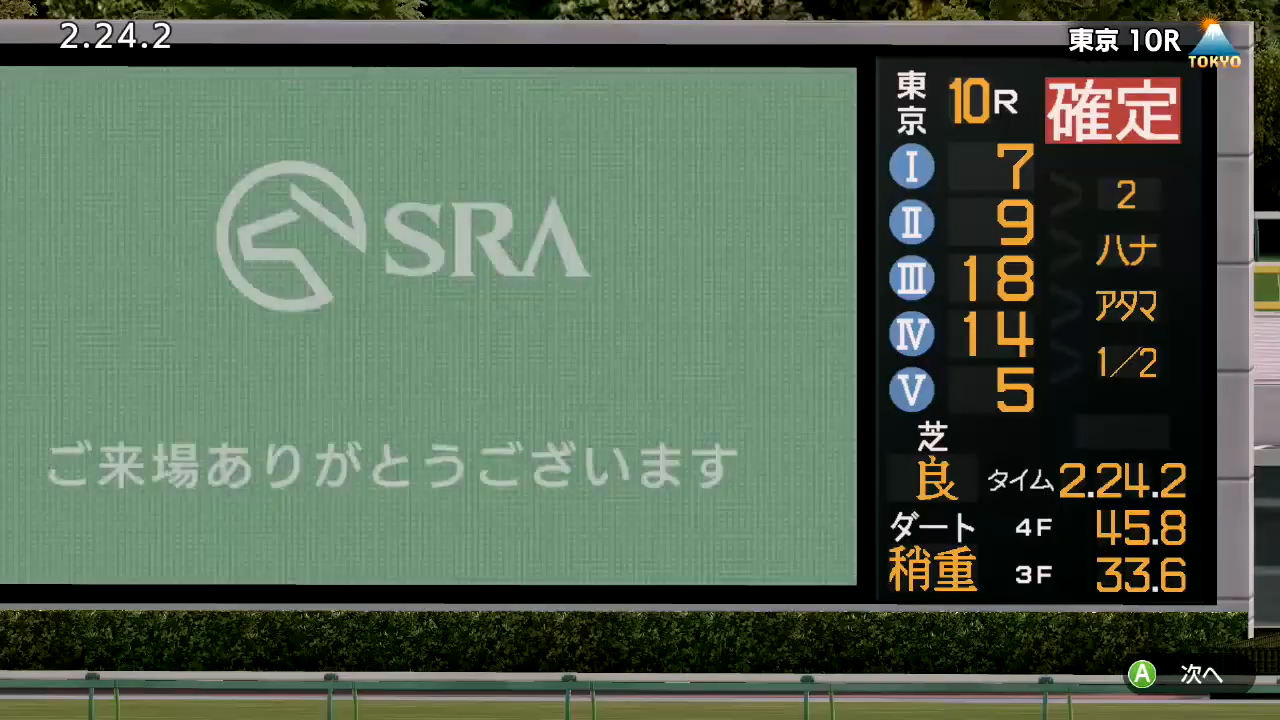 2.24.2
東京 10R
TOKYO
SRA
ご来場ありがとうございます
東京 10R 確定
Ⅰ 7
2
Ⅱ 9
ハナ
Ⅲ 18
アタマ
Ⅳ 14
1/2
Ⅴ 5
芝
良 タイム 2.24.2
ダート 4F 45.8
稍重 3F 33.6
A 次へ